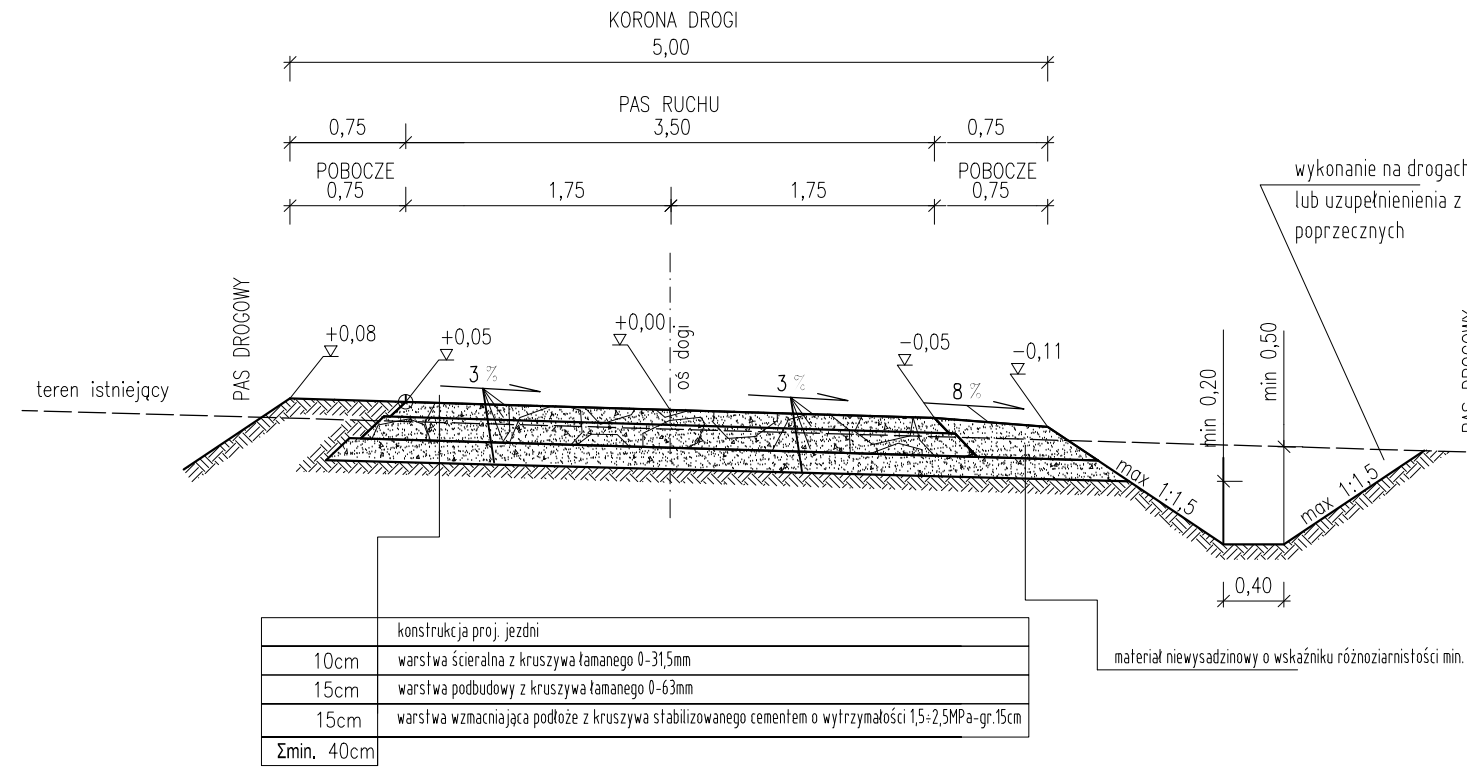 KORONA DROGI
5,00
PAS RUCHU
0,75
3,50
0,75
POBOCZE
POBOCZE
0,75
1,75
1,75
0,75
wykonanie na drogach
lub uzupełnienienia z
poprzecznych
PAS DROGOWY
+0,08
+0,05
+0,00
oś dogi
-0,05
-0,11
min 0,20
min 0,50
PAS DROGOWY
teren istniejący
3 %
3 %
8 %
max 1:1,5
max 1:1,5
0,40
konstrukcja proj. jezdni
10cm warstwa ścieralna z kruszywa łamanego 0-31,5mm
15cm warstwa podbudowy z kruszywa łamanego 0-63mm
15cm warstwa wzmacniająca podłoże z kruszywa stabilizowanego cementem o wytrzymałości 1,5÷2,5MPa-gr.15cm
Σmin. 40cm
materiał niewysadzinowy o wskaźniku różnoziarnistości min.